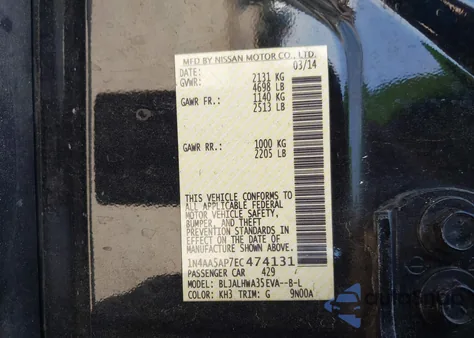 MFD BY NISSAN MOTOR CO., LTD.
DATE: 03/14
GVWR: 2131 KG
4698 LB
GAWR FR.: 1140 KG
2513 LB
GAWR RR.: 1000 KG
2205 LB
THIS VEHICLE CONFORMS TO
ALL APPLICABLE FEDERAL
MOTOR VEHICLE SAFETY,
BUMPER, AND THEFT
PREVENTION STANDARDS
IN EFFECT ON THE DATE OF
MANUFACTURE SHOWN ABOVE.
1N4AA5AP7EC474131
PASSENGER CAR 429
MODEL: BLJALHWA35EVA--B-L
COLOR: KH3 TRIM: G 9N00A